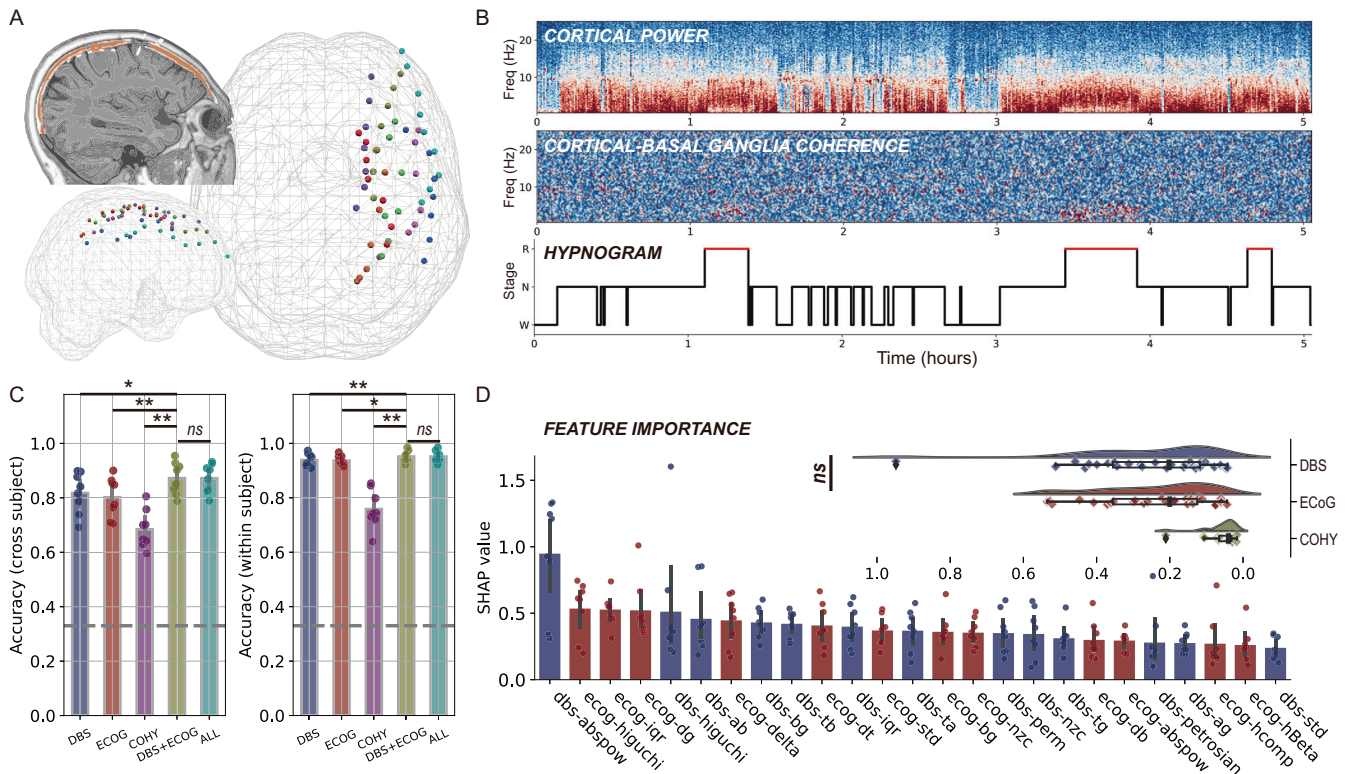 A
B
CORTICAL POWER
Freq (Hz)
20
10
0
1
2
3
4
5
CORTICAL-BASAL GANGLIA COHERENCE
Freq (Hz)
20
10
0
1
2
3
4
5
HYPNOGRAM
Stage
R
N
W
0
1
2
3
4
5
Time (hours)
C
* 
**
**
ns
Accuracy (cross subject)
1.0
0.8
0.6
0.4
0.2
0.0
DBS
ECOG
COHY
DBS+ECOG
ALL
**
*
**
ns
Accuracy (within subject)
1.0
0.8
0.6
0.4
0.2
0.0
DBS
ECOG
COHY
DBS+ECOG
ALL
D
FEATURE IMPORTANCE
SHAP value
1.5
1.0
0.5
0.0
ns
DBS
ECoG
COHY
1.0 0.8 0.6 0.4 0.2 0.0
dbs-abspow
ecog-higuchi
ecog-iqr
ecog-dg
dbs-higuchi
dbs-ab
ecog-delta
dbs-bg
dbs-tb
ecog-dt
dbs-iqr
ecog-std
dbs-ta
ecog-bg
ecog-nzc
dbs-perm
dbs-nzc
dbs-tg
ecog-db
ecog-abspow
dbs-petrosian
dbs-ag
ecog-hcomp
ecog-hBeta
dbs-std